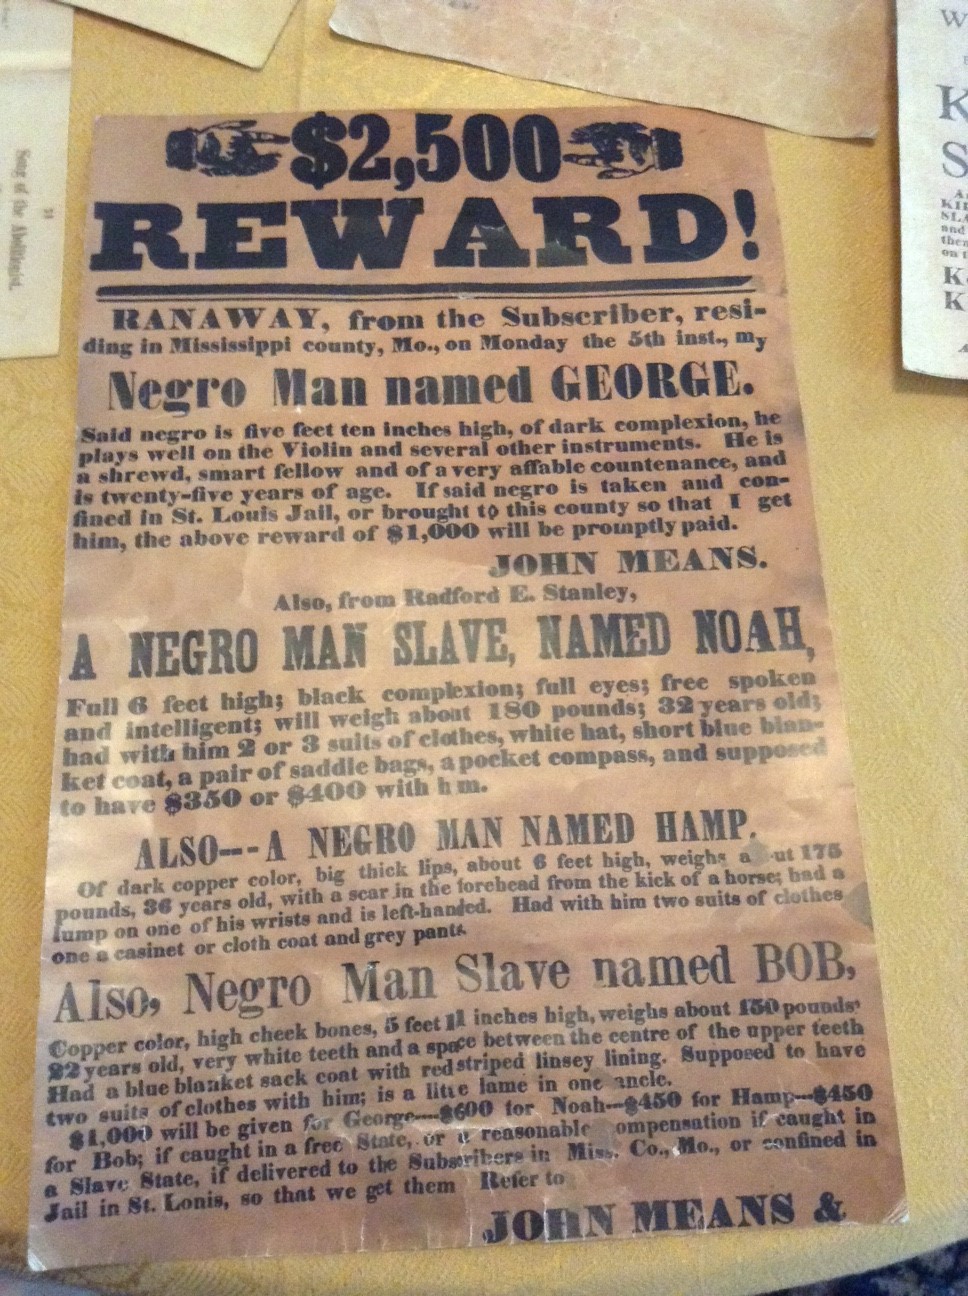 $2,500
REWARD!
RANAWAY, from the Subscriber, resi-
ding in Mississippi county, Mo., on Monday the 5th inst., my
Negro Man named GEORGE.
Said negro is five feet ten inches high, of dark complexion, he
plays well on the Violin and several other instruments. He is
a shrewd, smart fellow and of a very affable countenance, and
is twenty-five years of age. If said negro is taken and con-
fined in St. Louis Jail, or brought to this county so that I get
him, the above reward of $1,000 will be promptly paid.
JOHN MEANS.
Also, from Radford E. Stanley,
A NEGRO MAN SLAVE, NAMED NOAH,
Full 6 feet high; black complexion; full eyes; free spoken
and intelligent; will weigh about 180 pounds; 32 years old;
had with him 2 or 3 suits of clothes, white hat, short blue blan-
ket coat, a pair of saddle bags, a pocket compass, and supposed
to have $350 or $400 with h m.
ALSO---A NEGRO MAN NAMED HAMP.
Of dark copper color, big thick lips, about 6 feet high, weighs a ut 175
pounds, 36 years old, with a scar in the forehead from the kick of a horse; had a
lump on one of his wrists and is left-handed. Had with him two suits of clothes
one a casinet or cloth coat and grey pants.
Also, Negro Man Slave named BOB,
Copper color, high cheek bones, 5 feet 11 inches high, weighs about 150 pounds,
22 years old, very white teeth and a space between the centre of the upper teeth
Had a blue blanket sack coat with red striped linsey lining. Supposed to have
two suits of clothes with him; is a litte lame in one ancle.
$1,000 will be given for George--$600 for Noah--$450 for Hamp--$450
for Bob; if caught in a free State, or a reasonable ompensation if caught in
a Slave State, if delivered to the Subscribers in Miss. Co., Mo., or confined in
Jail in St. Lonis, so that we get them Refer to
JOHN MEANS &
Song of the Abolitionist.
W
K
S
KI
SLA
and
then
on t
K
K